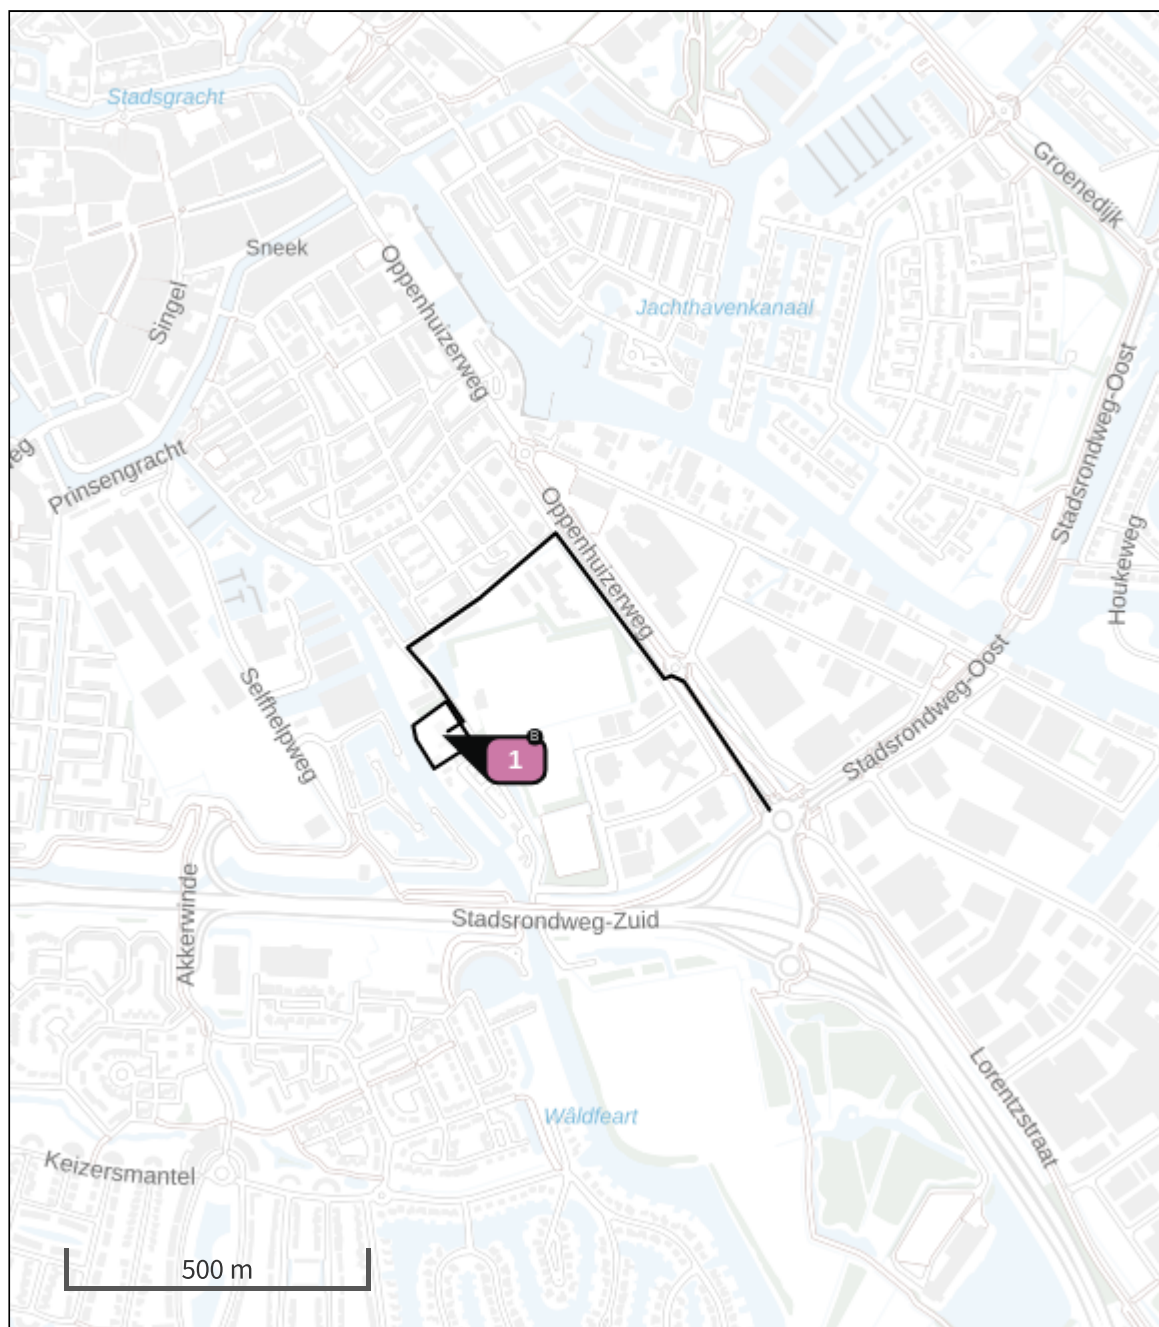 Stadsgracht
Groenedijk
Sneek
Oppenhuizerweg
Singel
Jachthavenkanaal
Stadsrondweg-Oost
eg
Prinsengracht
Oppenhuizerweg
Houkeweg
Stadsrondweg-Oost
Selfhelpweg
B
1
Akkerwinde
Stadsrondweg-Zuid
Lorentzstraat
Wâldfeart
Keizersmantel
500 m